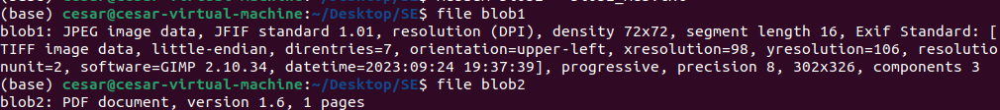 (base) cesar@cesar-virtual-machine:~/Desktop/SE$ file blob1
blob1: JPEG image data, JFIF standard 1.01, resolution (DPI), density 72x72, segment length 16, Exif Standard: [
TIFF image data, little-endian, direntries=7, orientation=upper-left, xresolution=98, yresolution=106, resolutio
nunit=2, software=GIMP 2.10.34, datetime=2023:09:24 19:37:39], progressive, precision 8, 302x326, components 3
(base) cesar@cesar-virtual-machine:~/Desktop/SE$ file blob2
blob2: PDF document, version 1.6, 1 pages